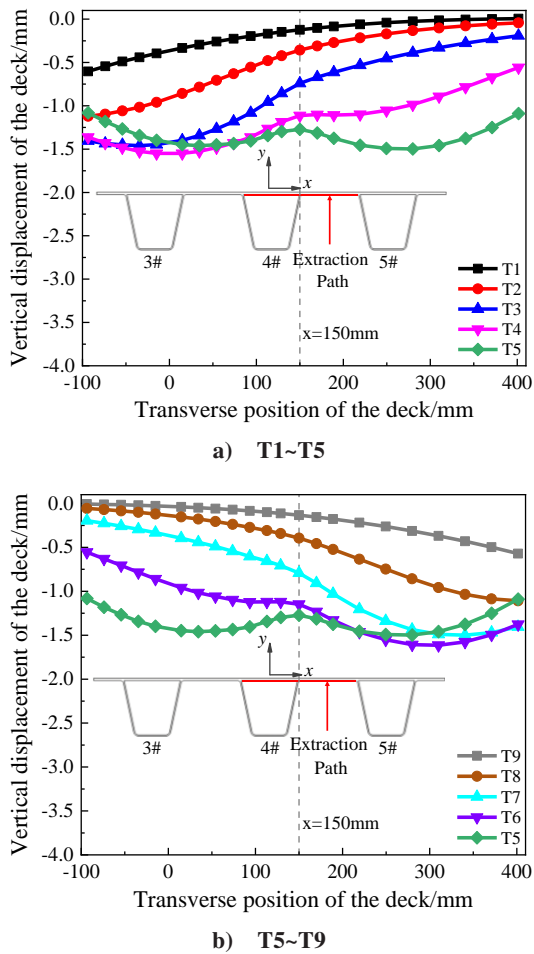 0.0
-0.5
-1.0
-1.5
-2.0
-2.5
-3.0
-3.5
-4.0
Vertical displacement of the deck/mm
y
x
3#
4#
5#
Extraction
Path
x=150mm
T1
T2
T3
T4
T5
-100
0
100
200
300
400
Transverse position of the deck/mm
a) T1~T5
0.0
-0.5
-1.0
-1.5
-2.0
-2.5
-3.0
-3.5
-4.0
Vertical displacement of the deck/mm
y
x
3#
4#
5#
Extraction
Path
x=150mm
T9
T8
T7
T6
T5
-100
0
100
200
300
400
Transverse position of the deck/mm
b) T5~T9